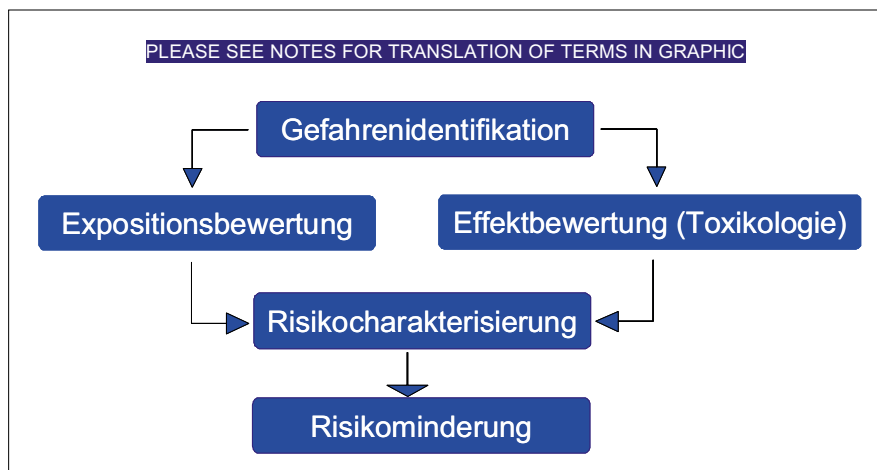 PLEASE SEE NOTES FOR TRANSLATION OF TERMS IN GRAPHIC
Gefahrenidentifikation
Expositionsbewertung
Effektbewertung (Toxikologie)
Risikocharakterisierung
Risikominderung